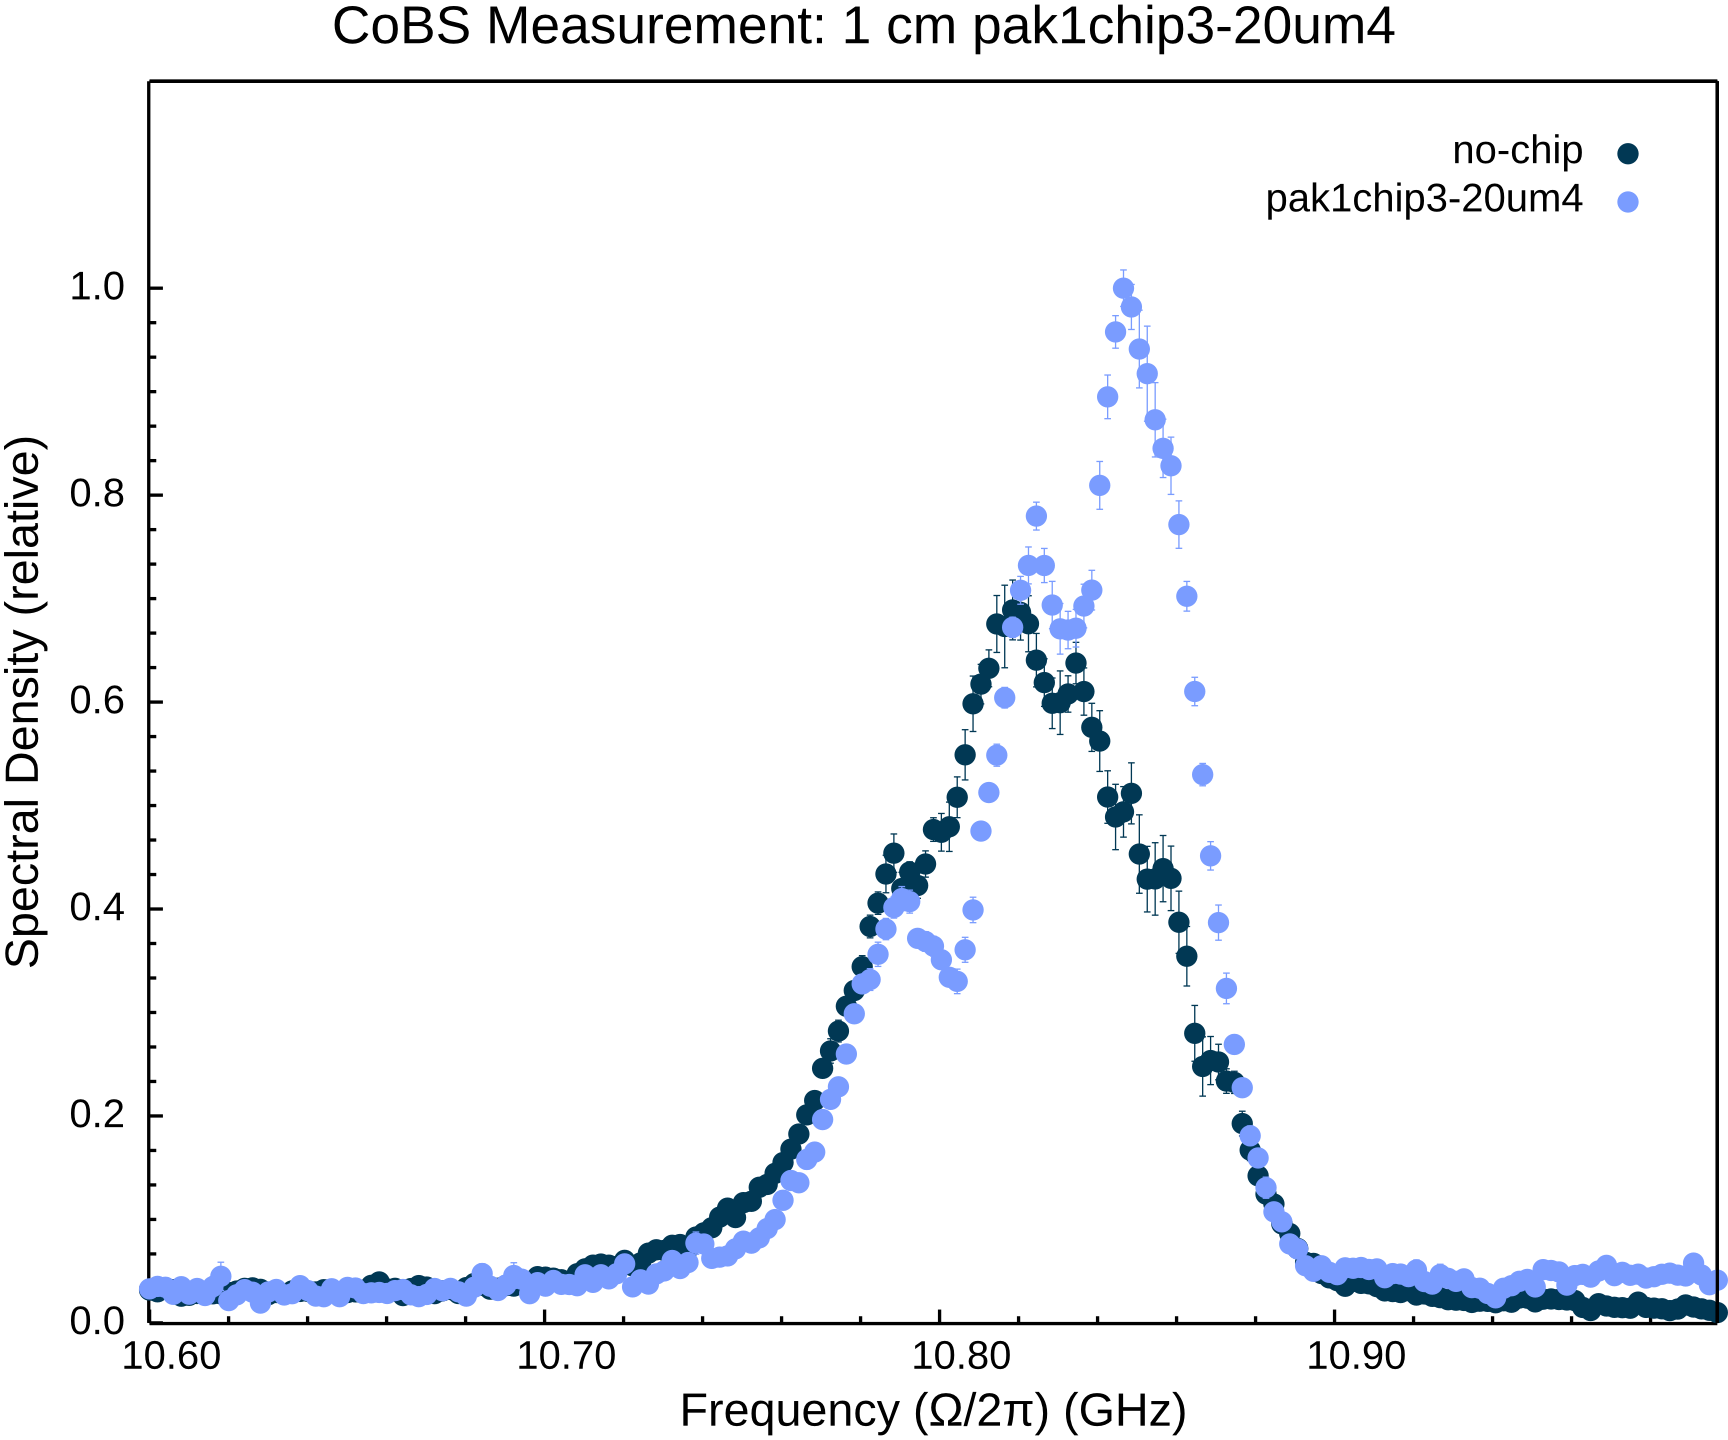 CoBS Measurement: 1 cm pak1chip3-20um4
no-chip
pak1chip3-20um4
1.0
0.8
0.6
0.4
0.2
0.0
Spectral Density (relative)
10.60 10.70 10.80 10.90
Frequency (Ω/2π) (GHz)